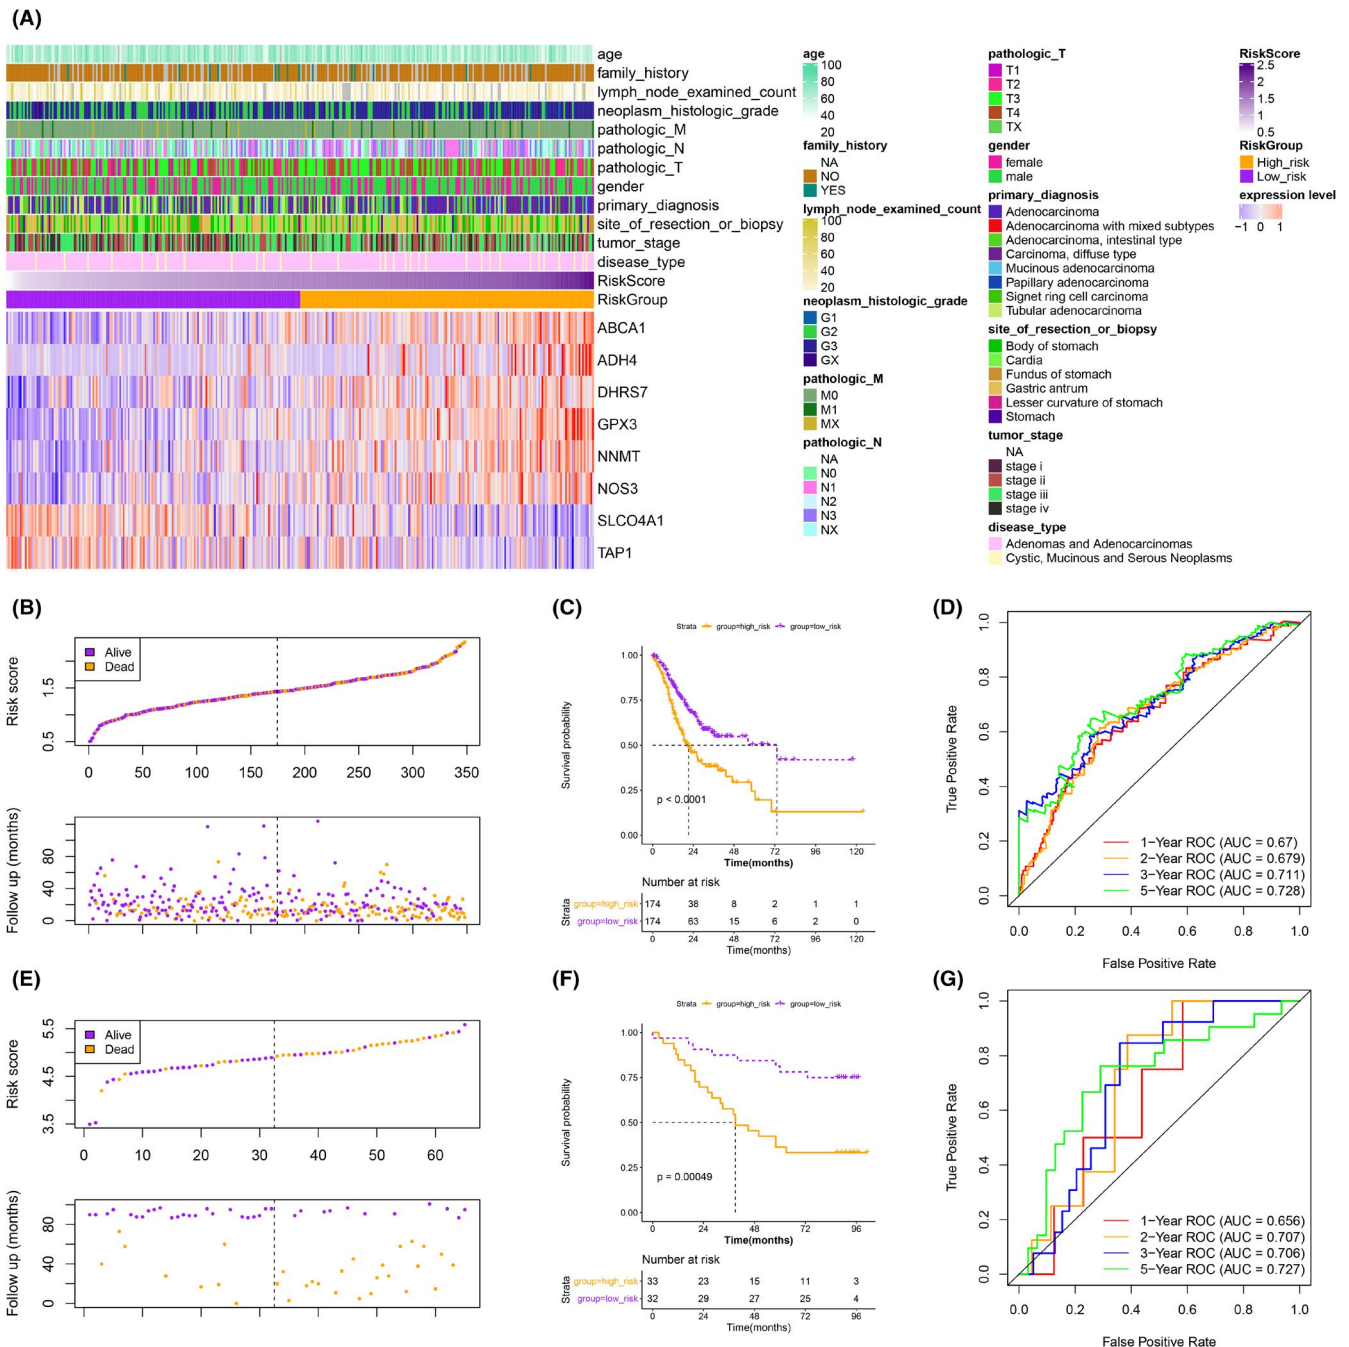 (A)
age
family_history
lymph_node_examined_count
neoplasm_histologic_grade
pathologic_M
pathologic_N
pathologic_T
gender
primary_diagnosis
site_of_resection_or_biopsy
tumor_stage
disease_type
RiskScore
RiskGroup
ABCA1
ADH4
DHRS7
GPX3
NNMT
NOS3
SLCO4A1
TAP1
age
100
80
60
40
20
family_history
NA
NO
YES
lymph_node_examined_count
100
80
60
40
20
neoplasm_histologic_grade
G1
G2
G3
GX
pathologic_M
M0
M1
MX
pathologic_N
NA
N0
N1
N2
N3
NX
pathologic_T
T1
T2
T3
T4
TX
gender
female
male
primary_diagnosis
Adenocarcinoma
Adenocarcinoma with mixed subtypes
Adenocarcinoma, intestinal type
Carcinoma, diffuse type
Mucinous adenocarcinoma
Papillary adenocarcinoma
Signet ring cell carcinoma
Tubular adenocarcinoma
site_of_resection_or_biopsy
Body of stomach
Cardia
Fundus of stomach
Gastric antrum
Lesser curvature of stomach
Stomach
tumor_stage
NA
stage i
stage ii
stage iii
stage iv
disease_type
Adenomas and Adenocarcinomas
Cystic, Mucinous and Serous Neoplasms
RiskScore
2.5
2
1.5
1
0.5
RiskGroup
High_risk
Low_risk
expression level
−1 0 1
(B)
Alive
Dead
Risk score
1.5
0.5
0 50 100 150 200 250 300 350
Follow up (months)
80
40
0
(C)
Strata group=high_risk group=low_risk
Survival probability
1.00
0.75
0.50
0.25
0.00
p < 0.0001
0 24 48 72 96 120
Time(months)
Number at risk
Strata
group=high_risk 174 38 8 2 1 1
group=low_risk 174 63 15 6 2 0
0 24 48 72 96 120
Time(months)
(D)
True Positive Rate
1.0
0.8
0.6
0.4
0.2
0.0
1−Year ROC (AUC = 0.67)
2−Year ROC (AUC = 0.679)
3−Year ROC (AUC = 0.711)
5−Year ROC (AUC = 0.728)
0.0 0.2 0.4 0.6 0.8 1.0
False Positive Rate
(E)
Alive
Dead
Risk score
5.5
4.5
3.5
0 10 20 30 40 50 60
Follow up (months)
80
40
0
(F)
Strata group=high_risk group=low_risk
Survival probability
1.00
0.75
0.50
0.25
0.00
p = 0.00049
0 24 48 72 96
Time(months)
Number at risk
Strata
group=high_risk 33 23 15 11 3
group=low_risk 32 29 27 25 4
0 24 48 72 96
Time(months)
(G)
True Positive Rate
1.0
0.8
0.6
0.4
0.2
0.0
1−Year ROC (AUC = 0.656)
2−Year ROC (AUC = 0.707)
3−Year ROC (AUC = 0.706)
5−Year ROC (AUC = 0.727)
0.0 0.2 0.4 0.6 0.8 1.0
False Positive Rate